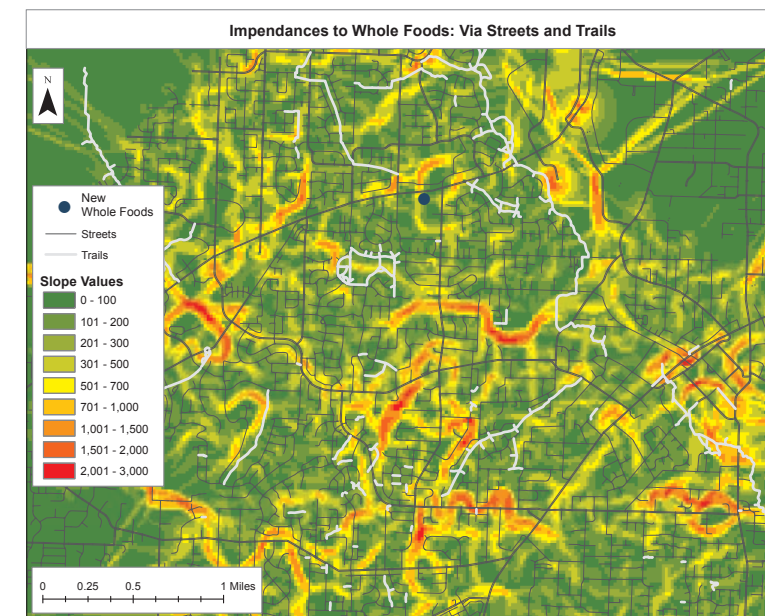 Impendances to Whole Foods: Via Streets and Trails
N
New
Whole Foods
Streets
Trails
Slope Values
0 - 100
101 - 200
201 - 300
301 - 500
501 - 700
701 - 1,000
1,001 - 1,500
1,501 - 2,000
2,001 - 3,000
0 0.25 0.5 1 Miles